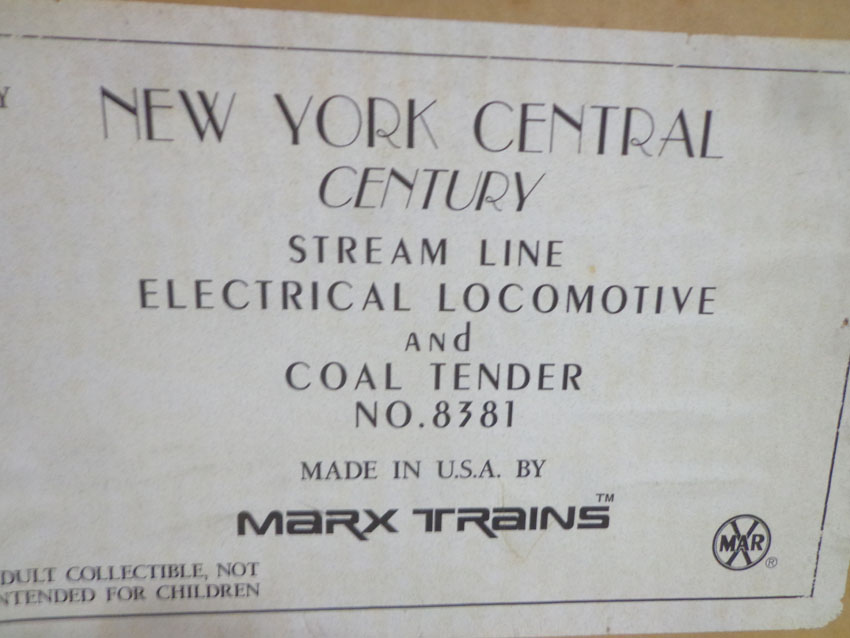 Y
NEW YORK CENTRAL
CENTURY
STREAM LINE
ELECTRICAL LOCOMOTIVE
ANd
COAL TENDER
NO.8381
MADE IN U.S.A. BY
MARX TRAINS™
MAR ®
DULT COLLECTIBLE, NOT
NTENDED FOR CHILDREN